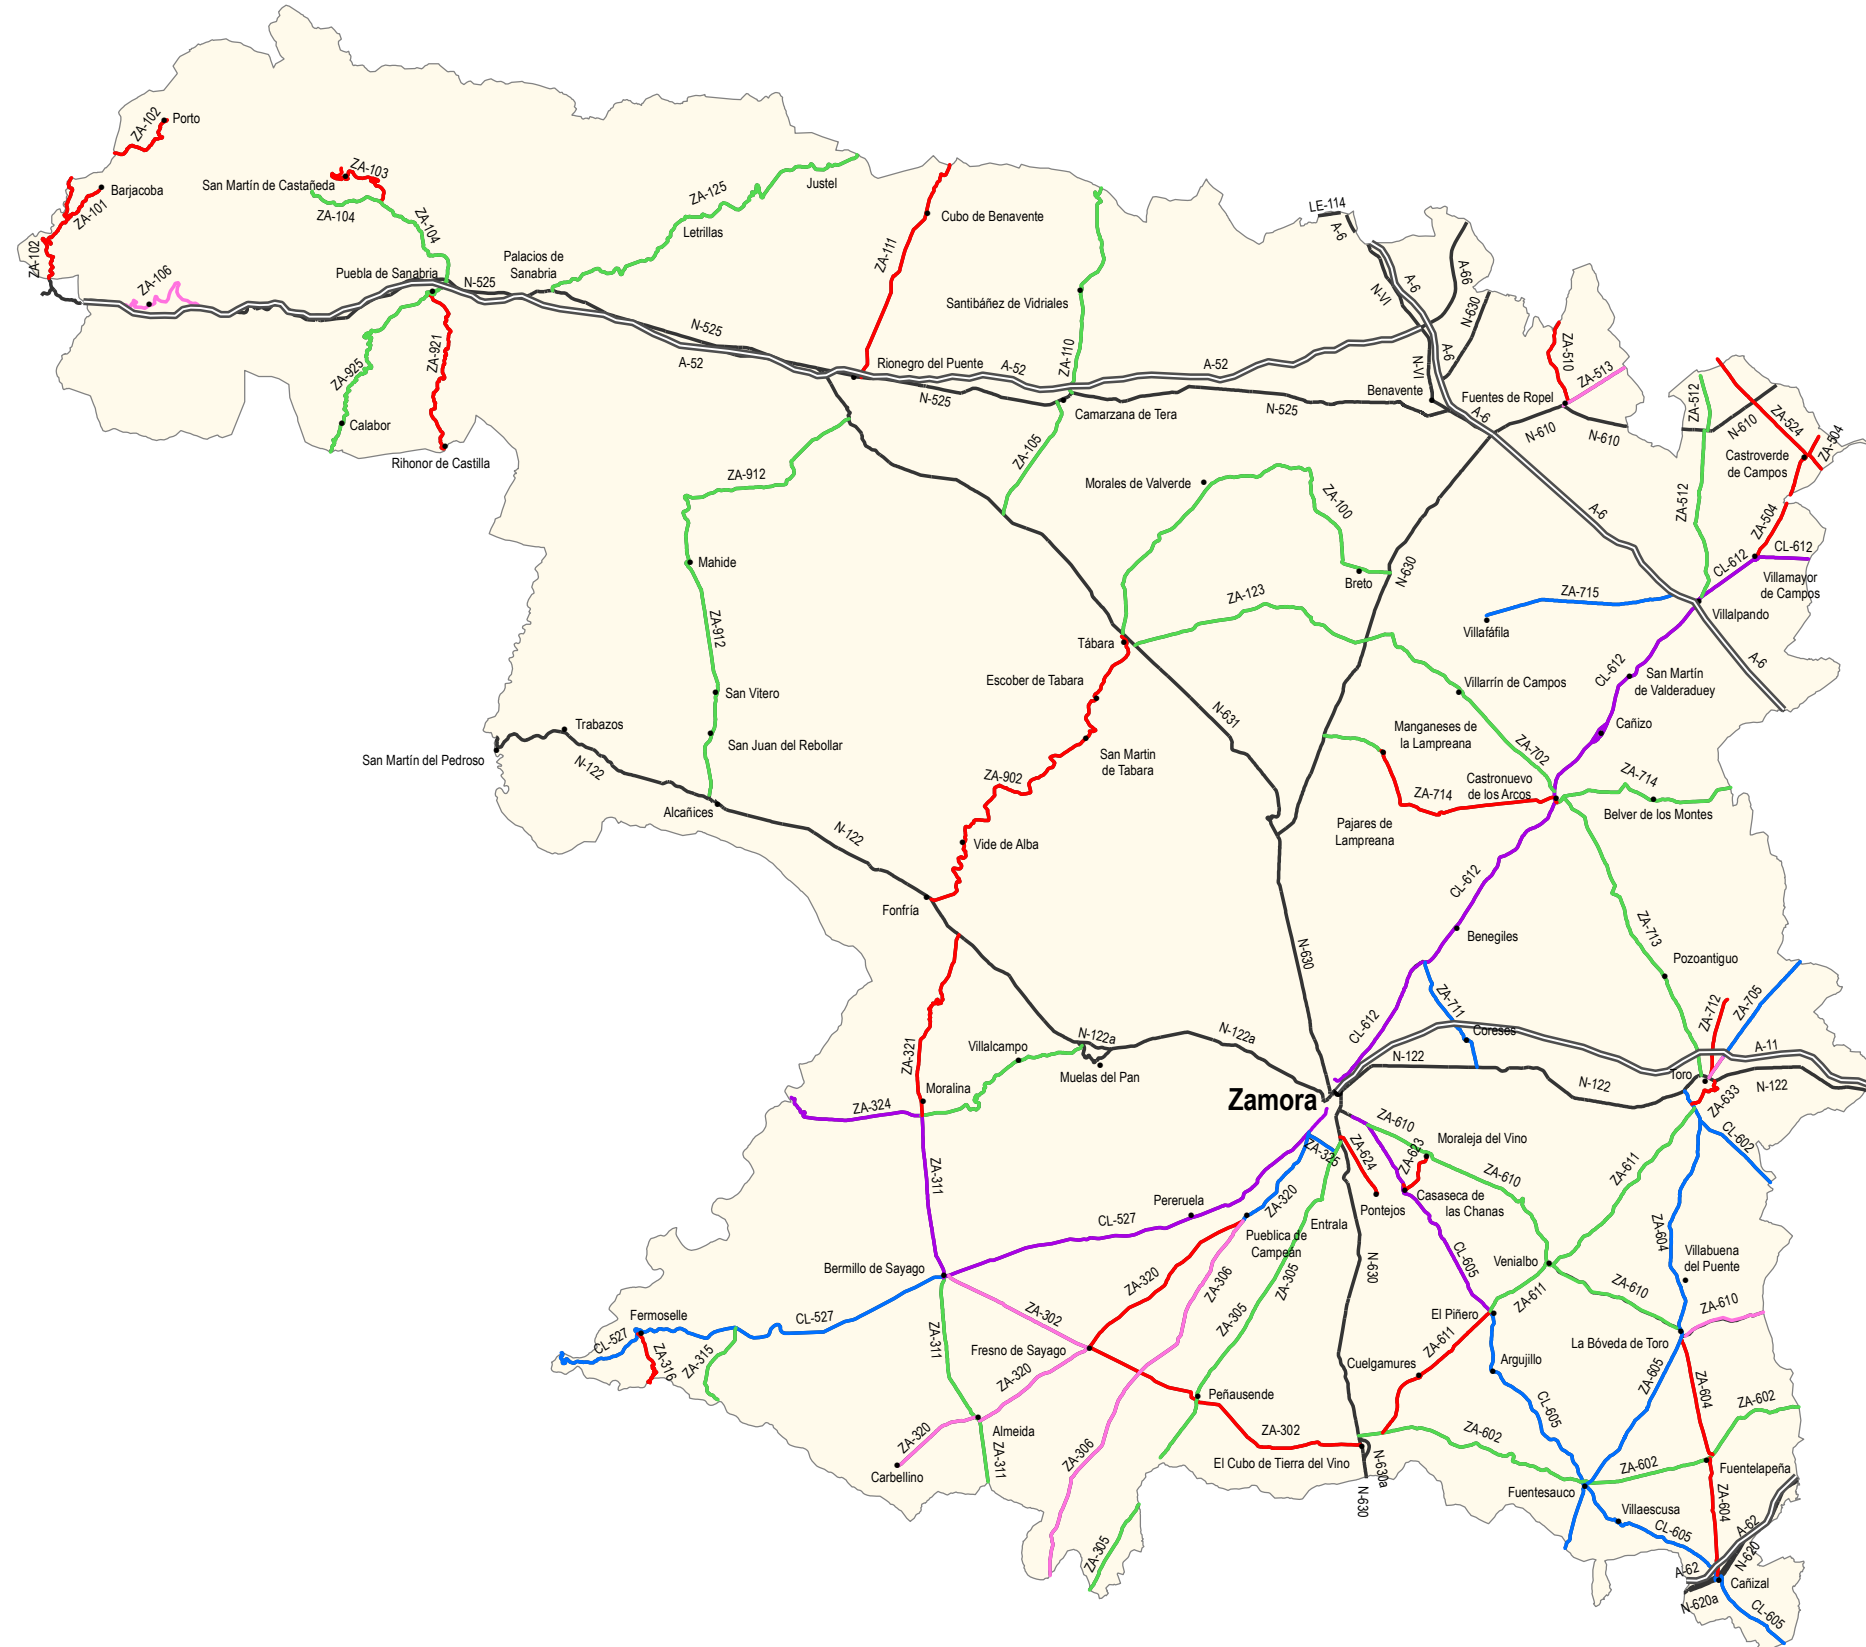 ZA-102
Porto
Barjacoba
ZA-101
ZA-102
ZA-103
San Martín de Castañeda
ZA-104
ZA-104
ZA-106
Puebla de Sanabria
N-525
Palacios de
Sanabria
ZA-125
Letrillas
Justel
ZA-925
ZA-921
Calabor
Rihonor de Castilla
N-525
A-52
ZA-111
Cubo de Benavente
Rionegro del Puente
A-52
N-525
Santibáñez de Vidriales
ZA-110
Camarzana de Tera
ZA-105
A-52
N-525
LE-114
A-6
N-VI
A-6
A-66
N-630
A-6
N-VI
Benavente
A-6
Fuentes de Ropel
ZA-510
ZA-513
N-610
N-610
ZA-512
N-610
ZA-524
ZA-504
Castroverde
de Campos
ZA-512
ZA-504
A-6
CL-612
CL-612
Villamayor
de Campos
Villalpando
A-6
ZA-715
Villafáfila
CL-612
San Martín
de Valderaduey
Cañizo
ZA-912
Mahide
ZA-912
San Vitero
San Juan del Rebollar
Trabazos
San Martín del Pedroso
N-122
Alcañices
N-122
Fonfría
Morales de Valverde
ZA-100
Breto
N-630
ZA-123
Tábara
Escober de Tabara
San Martin
de Tabara
ZA-902
Vide de Alba
N-631
Villarrín de Campos
Manganeses de
la Lampreana
ZA-702
Castronuevo
de los Arcos
ZA-714
ZA-714
Belver de los Montes
Pajares de
Lampreana
CL-612
Benegiles
ZA-713
Pozoantiguo
N-630
ZA-711
Coreses
CL-612
ZA-712
ZA-705
A-11
N-122
N-122
Toro
N-122
ZA-633
CL-602
ZA-321
Villalcampo
N-122a
Muelas del Pan
N-122a
Moralina
ZA-324
Zamora
ZA-311
ZA-325
ZA-624
ZA-610
ZA-623
Moraleja del Vino
ZA-610
ZA-611
Pereruela
CL-527
ZA-320
Pontejos
Casaseca de
las Chanas
Entrala
Pueblica de
Campeán
ZA-604
Villabuena
del Puente
Bermillo de Sayago
ZA-320
ZA-306
ZA-305
N-630
CL-605
Venialbo
ZA-611
ZA-610
ZA-610
Fermoselle
CL-527
CL-527
ZA-316
ZA-315
ZA-302
ZA-311
Fresno de Sayago
ZA-320
ZA-305
El Piñero
ZA-611
Cuelgamures
Argujillo
La Bóveda de Toro
ZA-605
ZA-604
ZA-602
Peñausende
ZA-302
CL-605
ZA-602
ZA-320
Carbellino
Almeida
ZA-311
ZA-306
El Cubo de Tierra del Vino
N-630a
N-630
ZA-602
Fuentelapeña
Fuentesauco
Villaescusa
ZA-604
CL-605
A-62
N-620
ZA-305
A-62
Cañizal
N-620a
CL-605